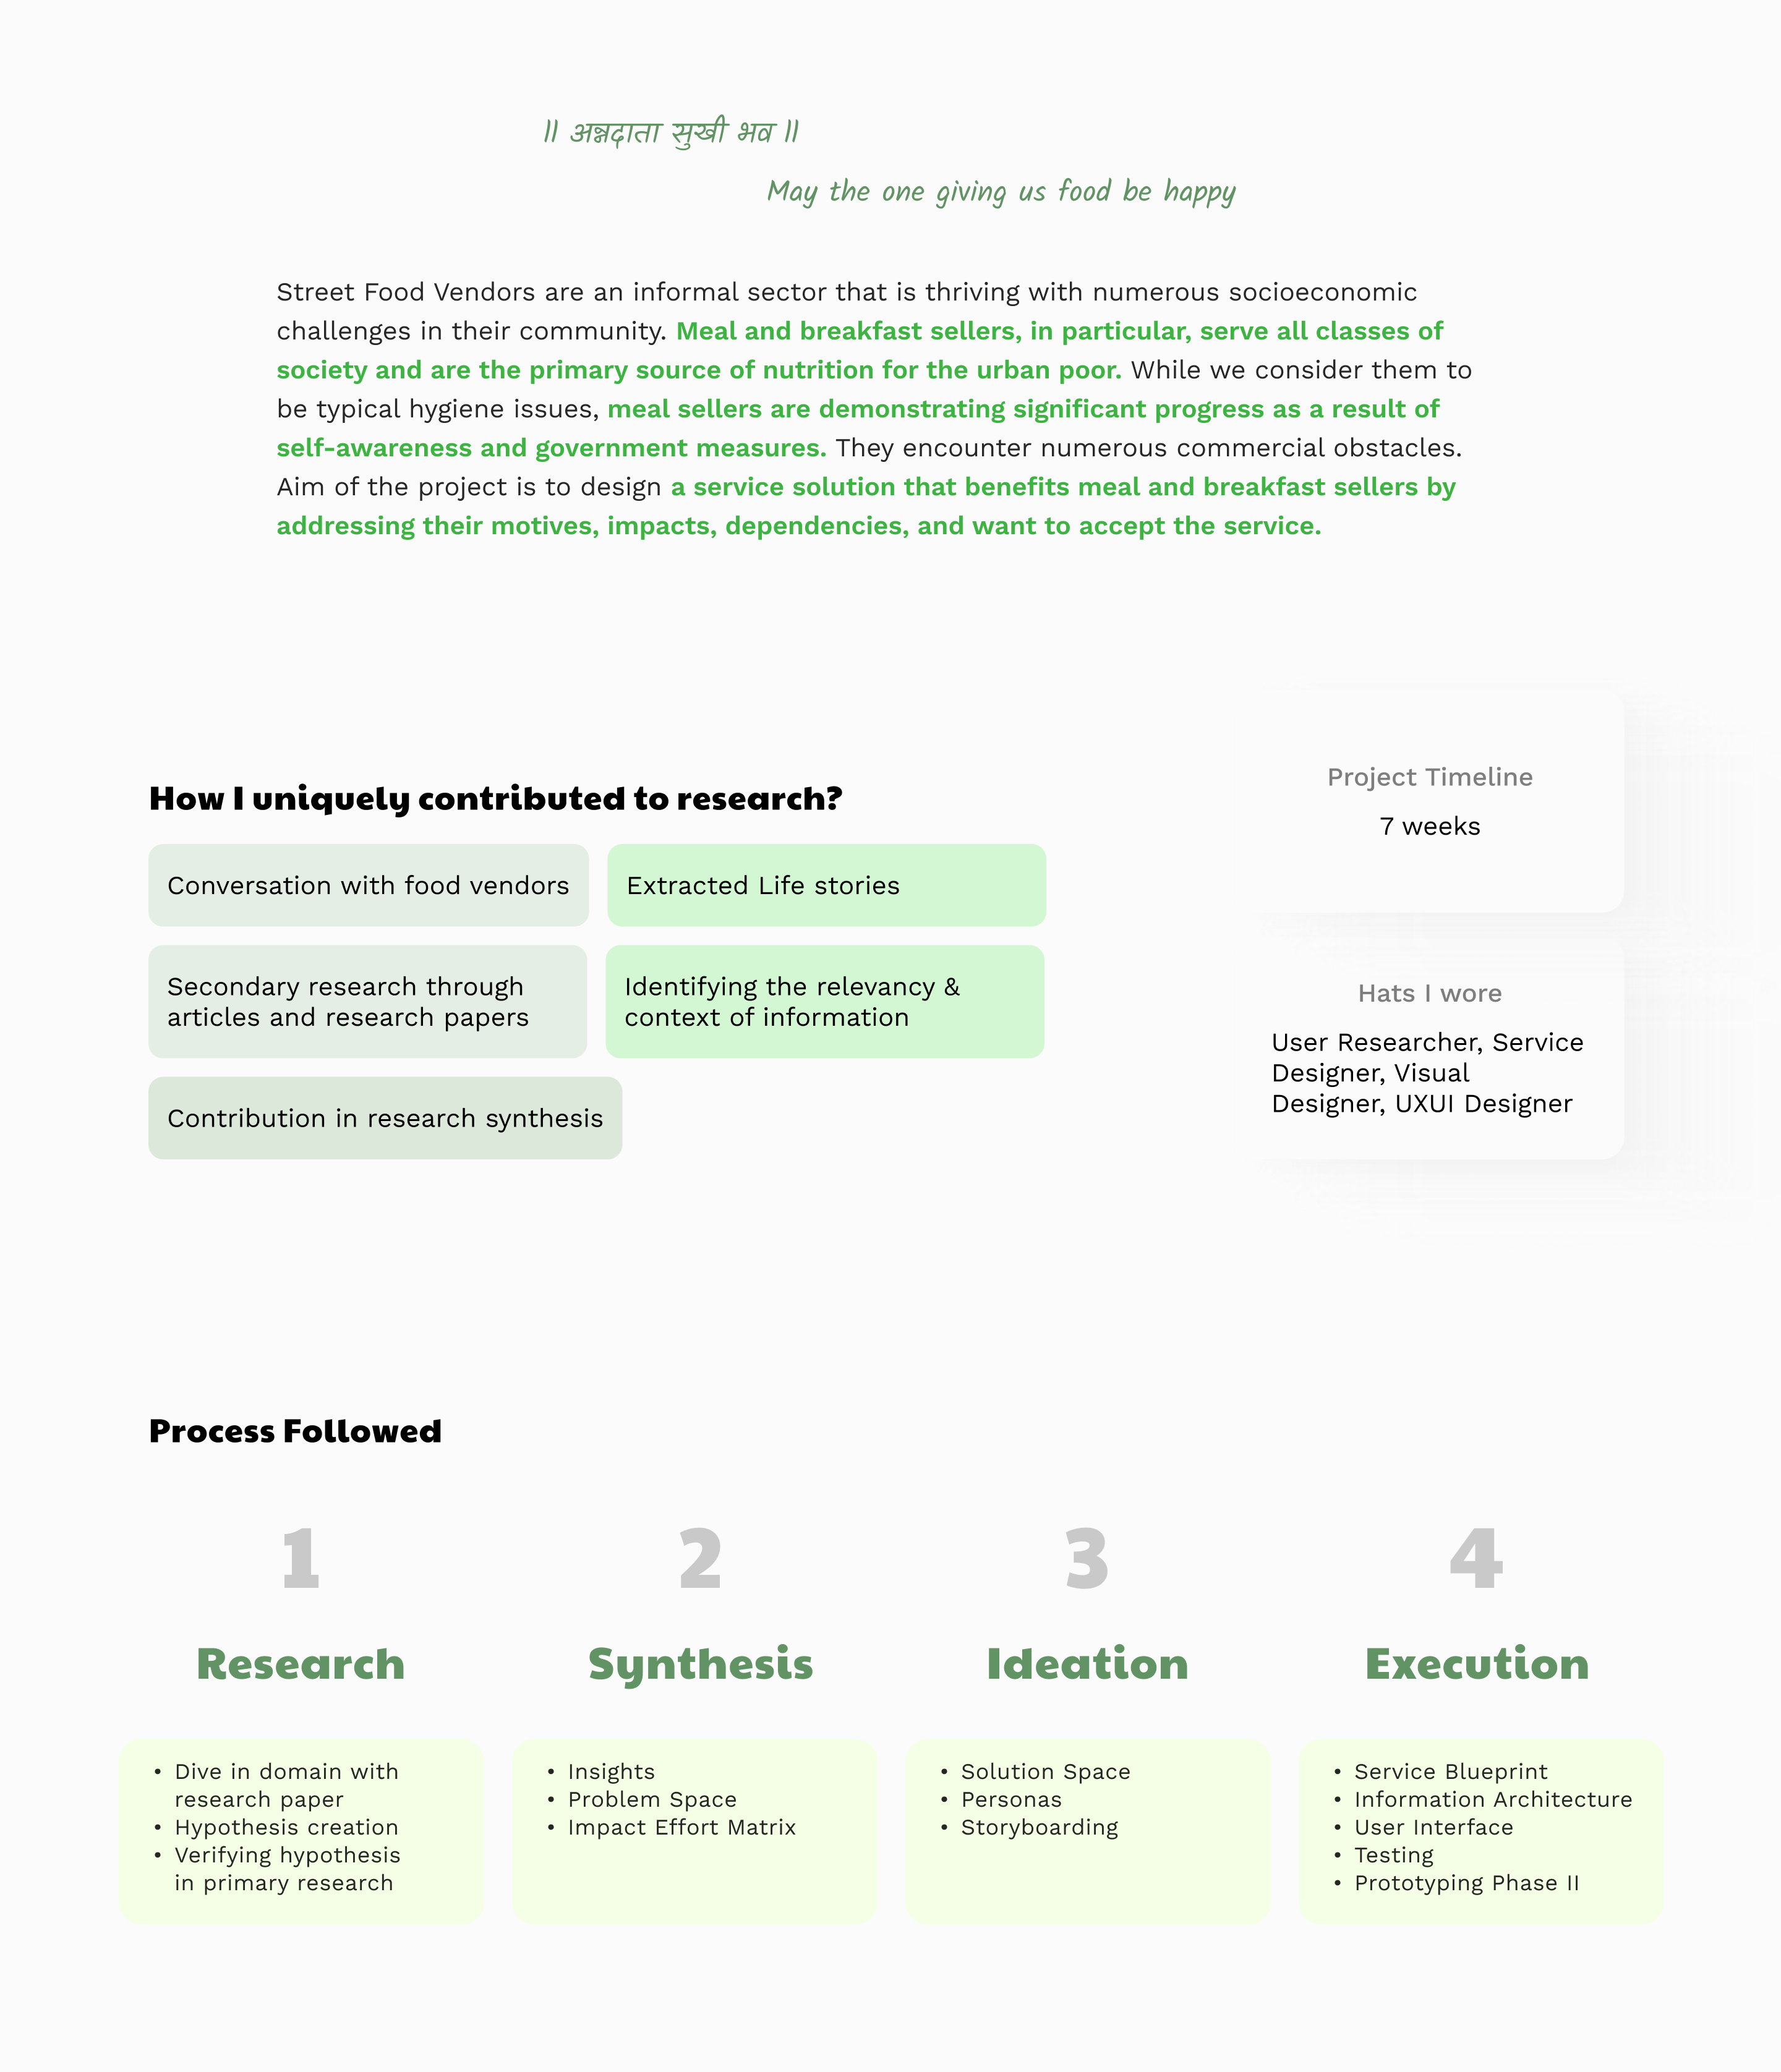 ॥ अन्नदाता सुखी भव ॥
May the one giving us food be happy
Street Food Vendors are an informal sector that is thriving with numerous socioeconomic
challenges in their community. Meal and breakfast sellers, in particular, serve all classes of
society and are the primary source of nutrition for the urban poor. While we consider them to
be typical hygiene issues, meal sellers are demonstrating significant progress as a result of
self-awareness and government measures. They encounter numerous commercial obstacles.
Aim of the project is to design a service solution that benefits meal and breakfast sellers by
addressing their motives, impacts, dependencies, and want to accept the service.
How I uniquely contributed to research?
Conversation with food vendors
Extracted Life stories
Secondary research through
articles and research papers
Identifying the relevancy &
context of information
Contribution in research synthesis
Project Timeline
7 weeks
Hats I wore
User Researcher, Service
Designer, Visual
Designer, UXUI Designer
Process Followed
1
Research
• Dive in domain with
research paper
• Hypothesis creation
• Verifying hypothesis
in primary research
2
Synthesis
• Insights
• Problem Space
• Impact Effort Matrix
3
Ideation
• Solution Space
• Personas
• Storyboarding
4
Execution
• Service Blueprint
• Information Architecture
• User Interface
• Testing
• Prototyping Phase II